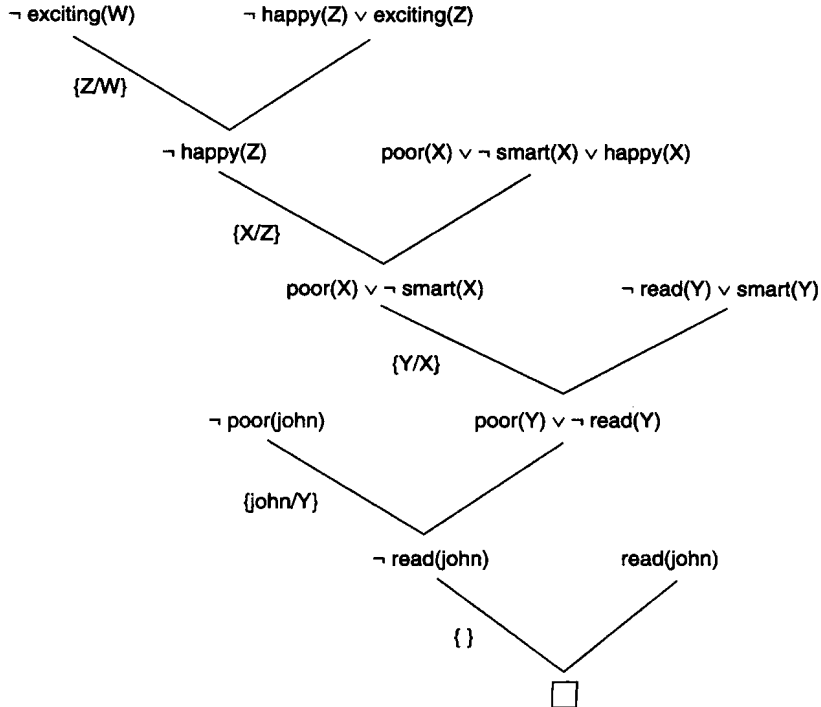 ¬ exciting(W) ¬ happy(Z) ∨ exciting(Z)
{Z/W}
¬ happy(Z) poor(X) ∨ ¬ smart(X) ∨ happy(X)
{X/Z}
poor(X) ∨ ¬ smart(X) ¬ read(Y) ∨ smart(Y)
{Y/X}
¬ poor(john) poor(Y) ∨ ¬ read(Y)
{john/Y}
¬ read(john) read(john)
{ }